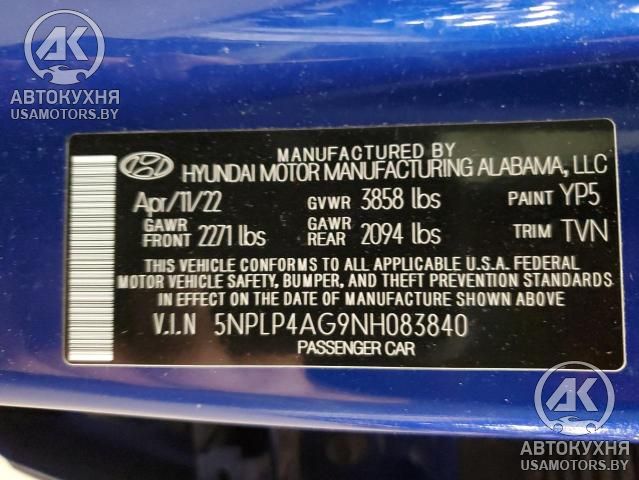 АК
АВТОКУХНЯ
USAMOTORS.BY
MANUFACTURED BY
HYUNDAI MOTOR MANUFACTURING ALABAMA, LLC
Apr/11/22 GVWR 3858 lbs PAINT YP5
GAWR FRONT 2271 lbs GAWR REAR 2094 lbs TRIM TVN
THIS VEHICLE CONFORMS TO ALL APPLICABLE U.S.A. FEDERAL
MOTOR VEHICLE SAFETY, BUMPER, AND THEFT PREVENTION STANDARDS
IN EFFECT ON THE DATE OF MANUFACTURE SHOWN ABOVE.
V.I.N 5NPLP4AG9NH083840
PASSENGER CAR
АК
АВТОКУХНЯ
USAMOTORS.BY